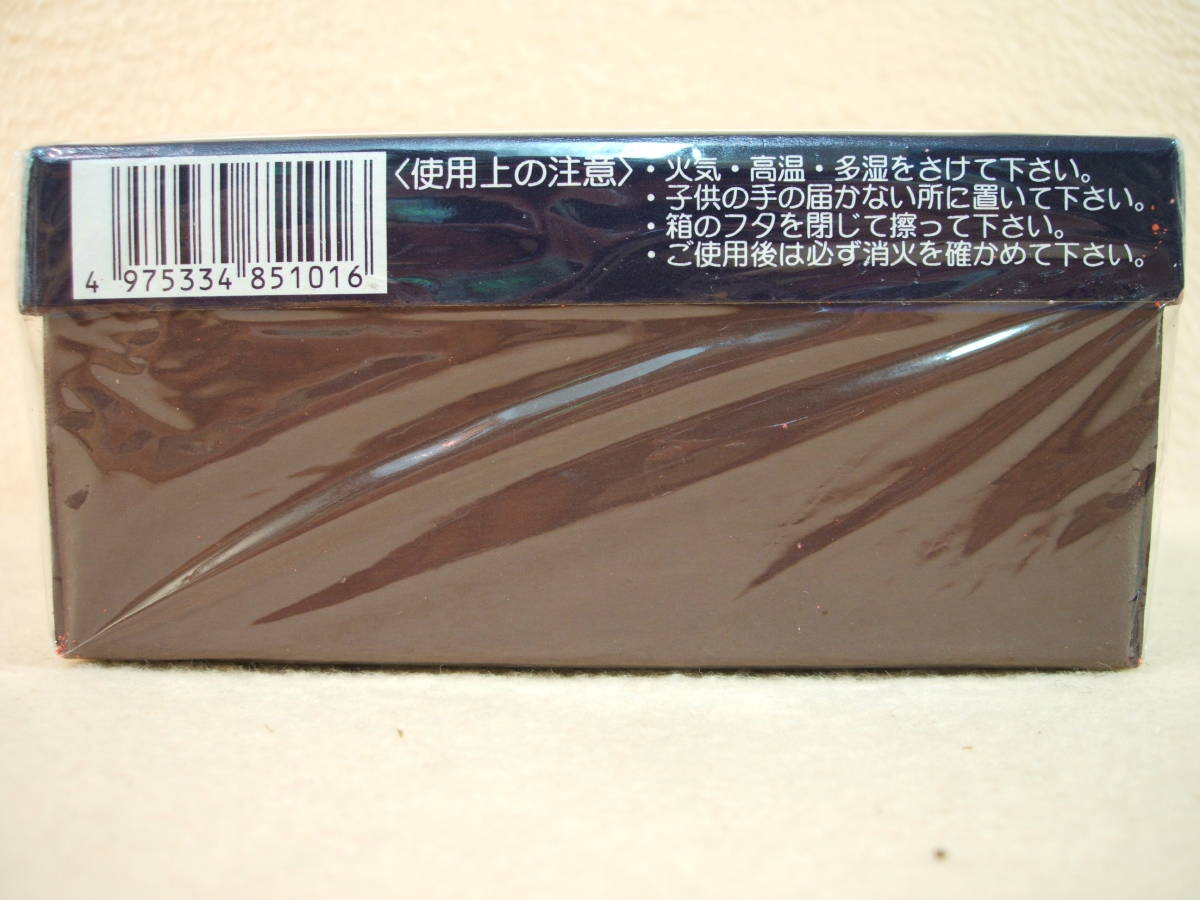 〈使用上の注意〉・火気・高温・多湿をさけて下さい。
・子供の手の届かない所に置いて下さい。
・箱のフタを閉じて擦って下さい。
・ご使用後は必ず消火を確かめて下さい。
4 975334 851016